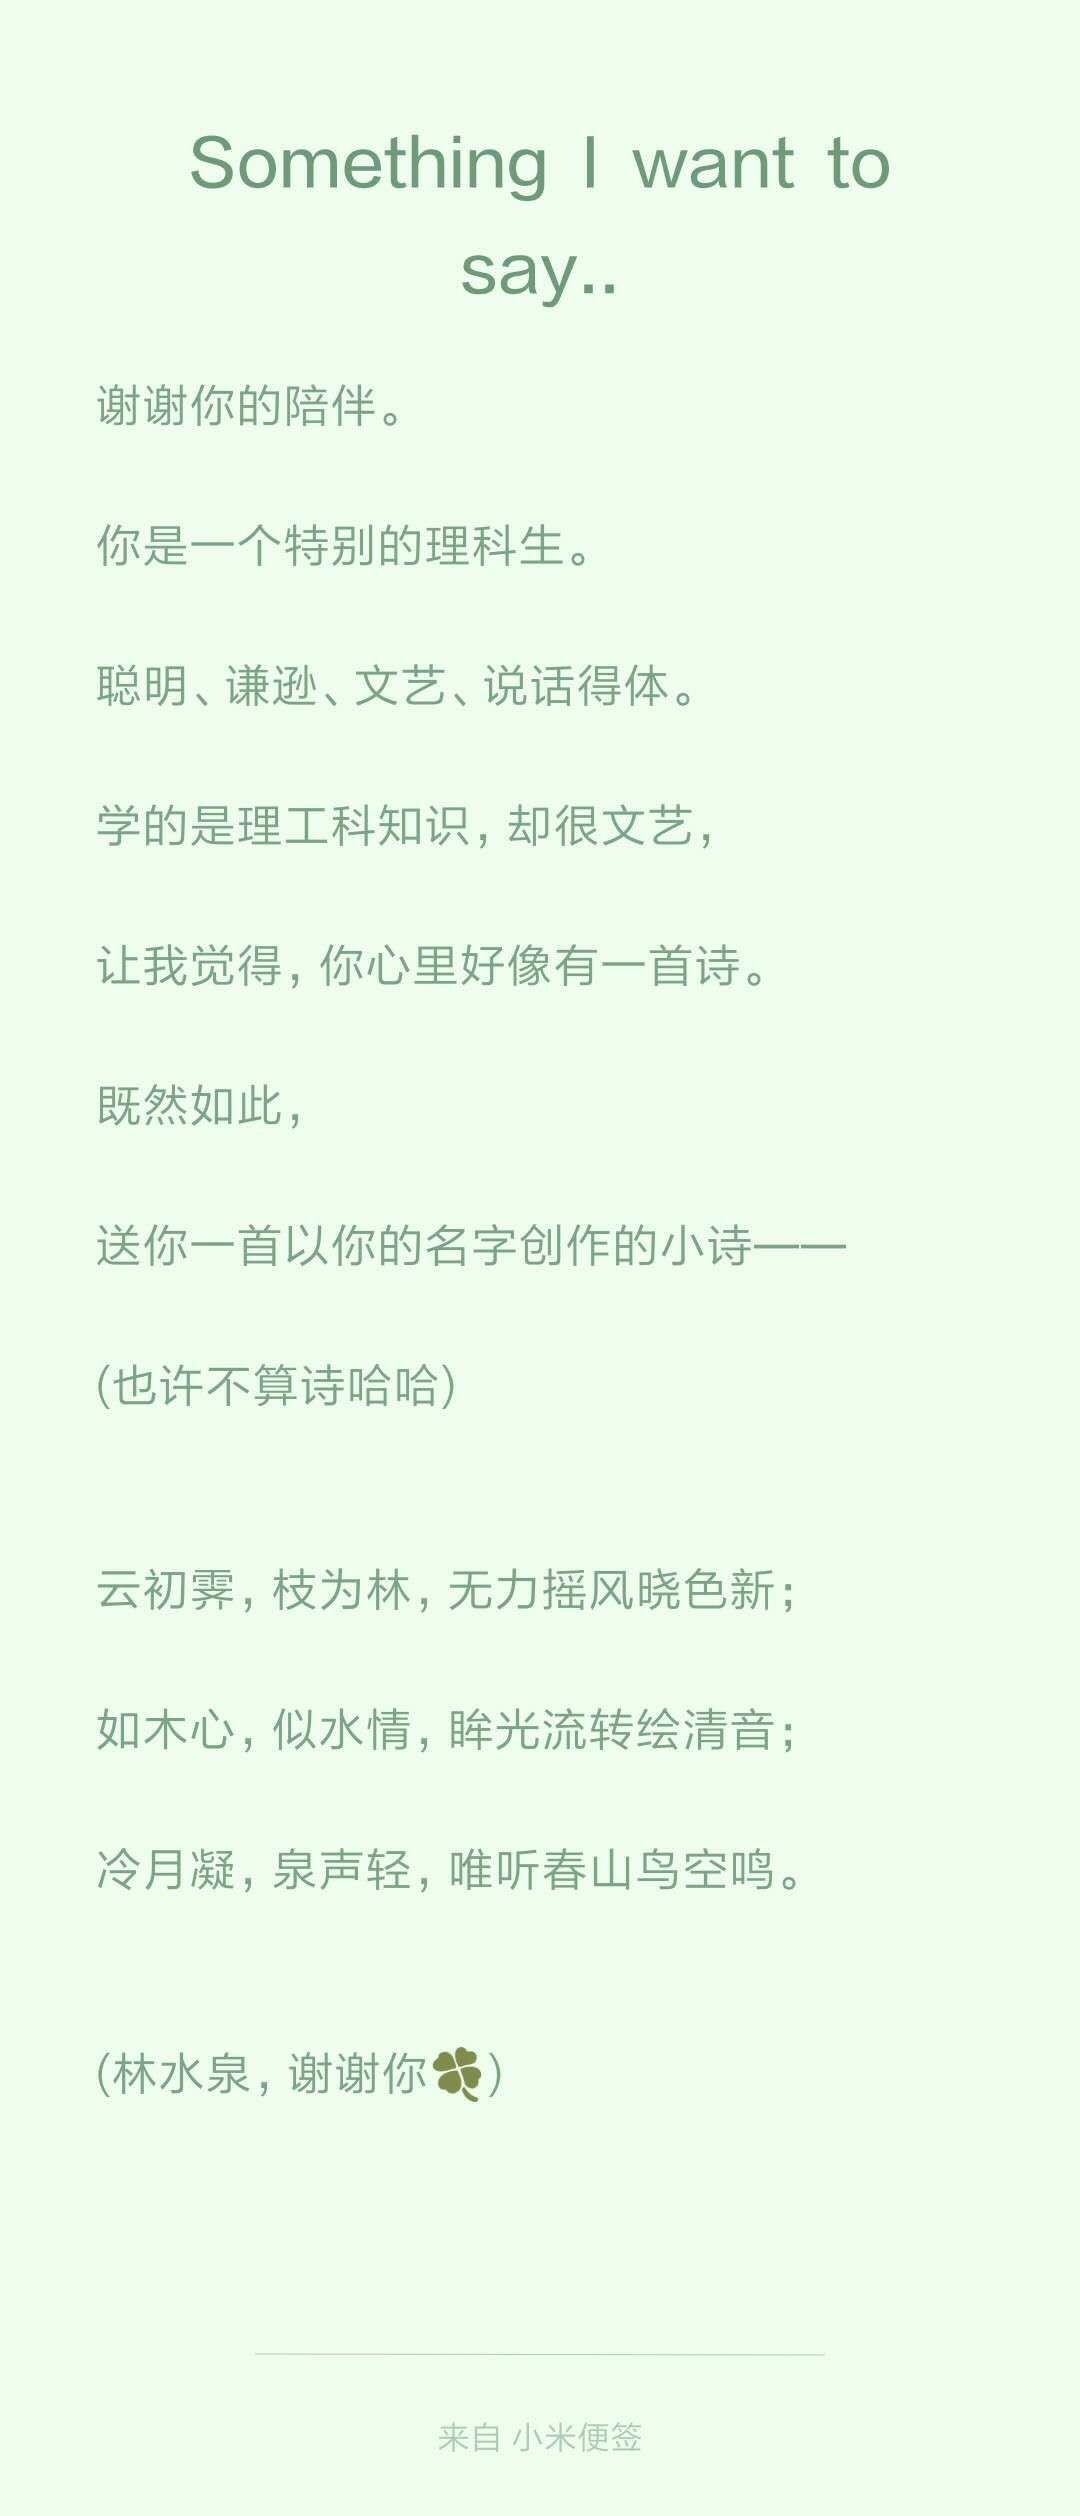 Something I want to
say..
谢谢你的陪伴。
你是一个特别的理科生。
聪明、谦逊、文艺、说话得体。
学的是理工科知识，却很文艺，
让我觉得，你心里好像有一首诗。
既然如此，
送你一首以你的名字创作的小诗——
(也许不算诗哈哈)
云初霁，枝为林，无力摇风晓色新；
如木心，似水情，眸光流转绘清音；
冷月凝，泉声轻，唯听春山鸟空鸣。
(林水泉，谢谢你🍀)
来自 小米便签